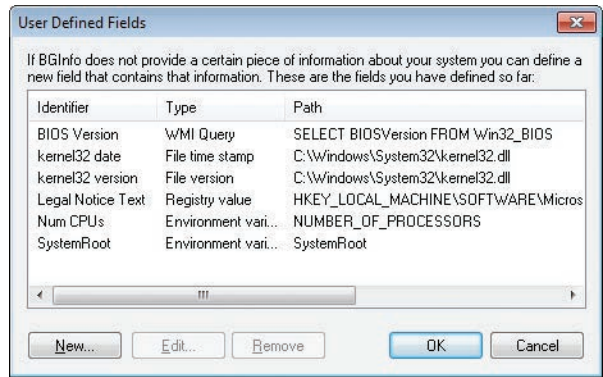 User Defined Fields
If BGInfo does not provide a certain piece of information about your system you can define a
new field that contains that information. These are the fields you have defined so far:
Identifier Type Path
BIOS Version WMI Query SELECT BIOSVersion FROM Win32_BIOS
kernel32 date File time stamp C:\Windows\System32\kernel32.dll
kernel32 version File version C:\Windows\System32\kernel32.dll
Legal Notice Text Registry value HKEY_LOCAL_MACHINE\SOFTWARE\Micros
Num CPUs Environment vari... NUMBER_OF_PROCESSORS
SystemRoot Environment vari... SystemRoot
New... Edit... Remove OK Cancel